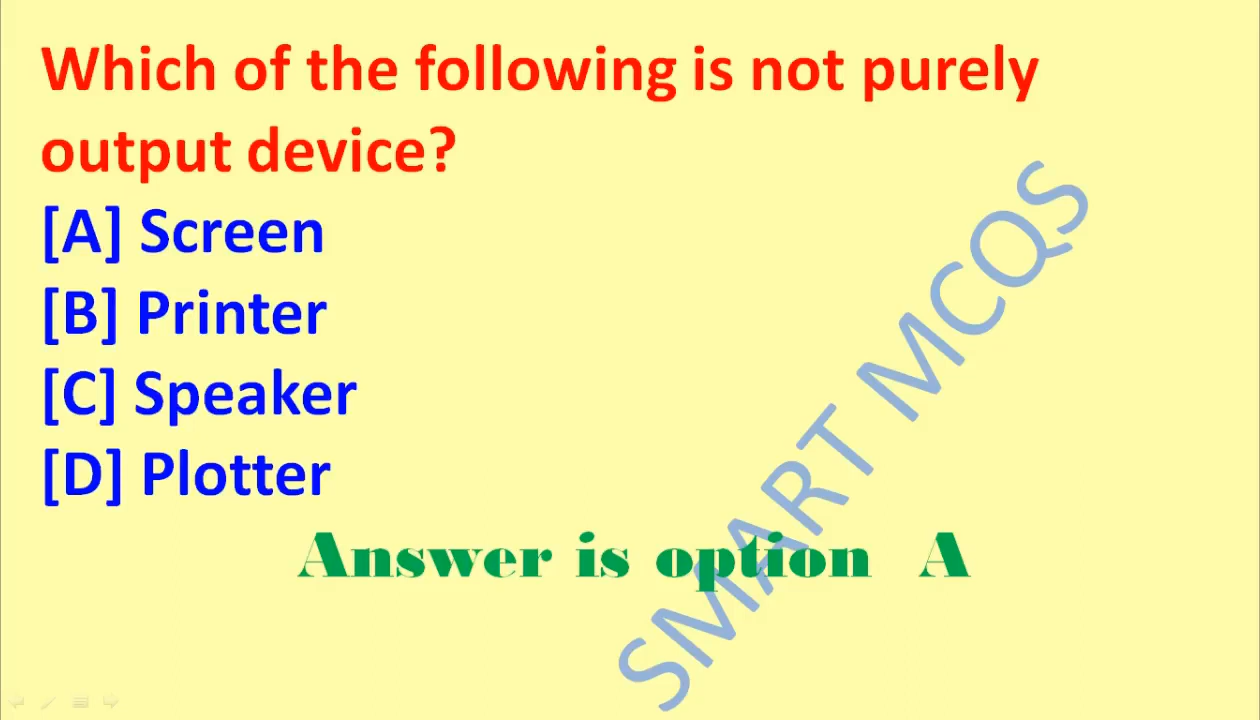 Which of the following is not purely
output device?
[A] Screen
[B] Printer
[C] Speaker
[D] Plotter
Answer is option A
SMART MCQS